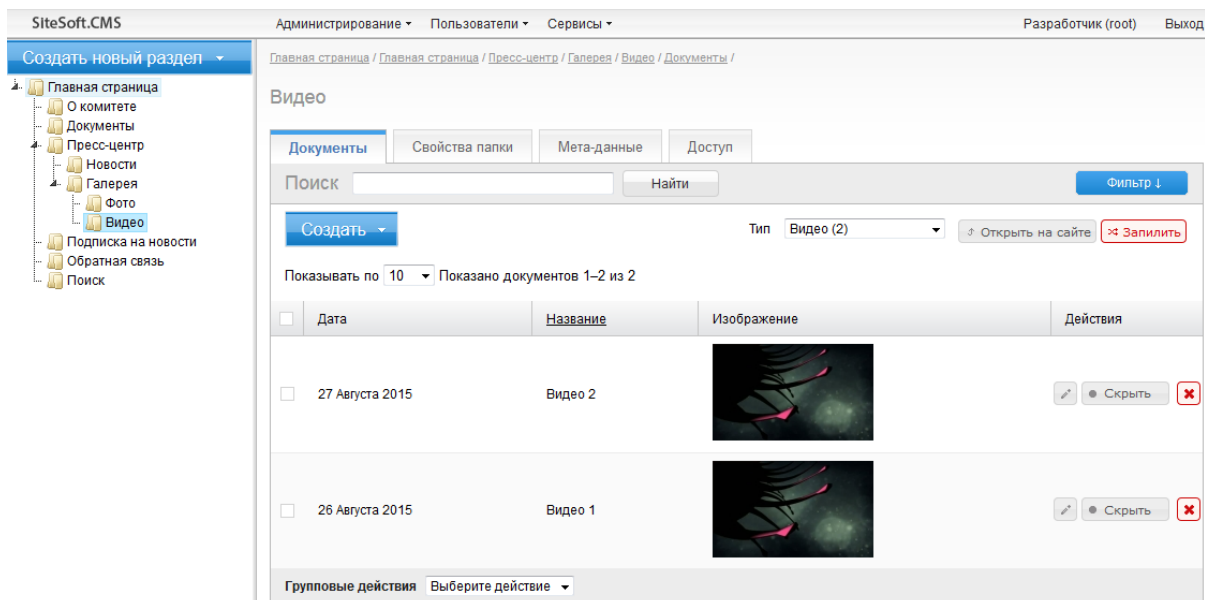 SiteSoft.CMS Администрирование Пользователи Сервисы Разработчик (root) Выход
Создать новый раздел
Главная страница
О комитете
Документы
Пресс-центр
Новости
Галерея
Фото
Видео
Подписка на новости
Обратная связь
Поиск
Главная страница / Главная страница / Пресс-центр / Галерея / Видео / Документы /
Видео
Документы Свойства папки Мета-данные Доступ
Поиск Найти Фильтр ↓
Создать Тип Видео (2) Открыть на сайте Запилить
Показывать по 10 Показано документов 1–2 из 2
Дата Название Изображение Действия
27 Августа 2015 Видео 2 Скрыть
26 Августа 2015 Видео 1 Скрыть
Групповые действия Выберите действие